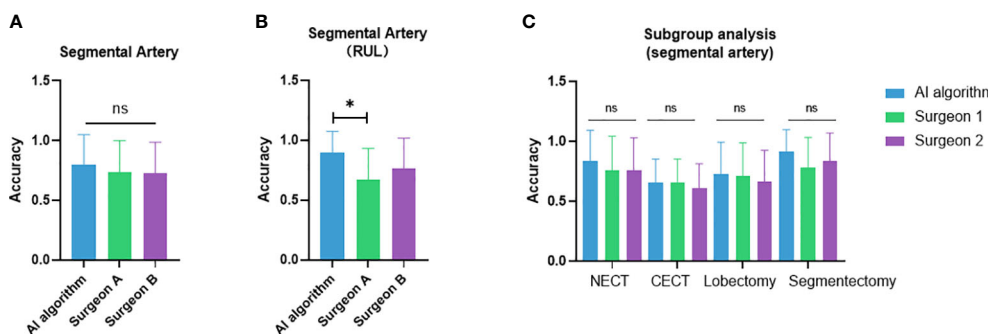 A
Segmental Artery
1.5
ns
1.0
0.5
0.0
Accuracy
AI algorithm
Surgeon A
Surgeon B
B
Segmental Artery
(RUL)
1.5
*
1.0
0.5
0.0
Accuracy
AI algorithm
Surgeon A
Surgeon B
C
Subgroup analysis
(segmental artery)
1.5
ns
ns
ns
ns
1.0
0.5
0.0
Accuracy
NECT
CECT
Lobectomy
Segmentectomy
AI algorithm
Surgeon 1
Surgeon 2